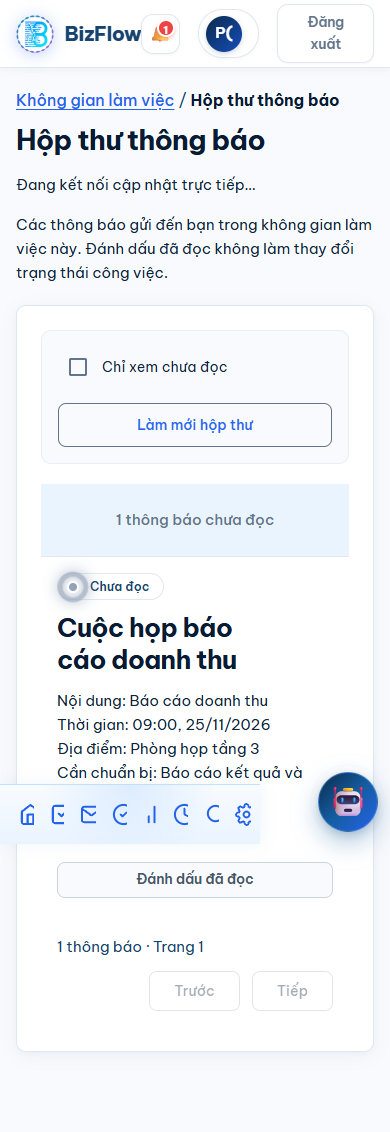 BizFlow
1
P(
Đăng
xuất
Không gian làm việc / Hộp thư thông báo
Hộp thư thông báo
Đang kết nối cập nhật trực tiếp...
Các thông báo gửi đến bạn trong không gian làm
việc này. Đánh dấu đã đọc không làm thay đổi
trạng thái công việc.
Chỉ xem chưa đọc
Làm mới hộp thư
1 thông báo chưa đọc
Chưa đọc
Cuộc họp báo
cáo doanh thu
Nội dung: Báo cáo doanh thu
Thời gian: 09:00, 25/11/2026
Địa điểm: Phòng họp tầng 3
Cần chuẩn bị: Báo cáo kết quả và
Đánh dấu đã đọc
1 thông báo · Trang 1
Trước
Tiếp